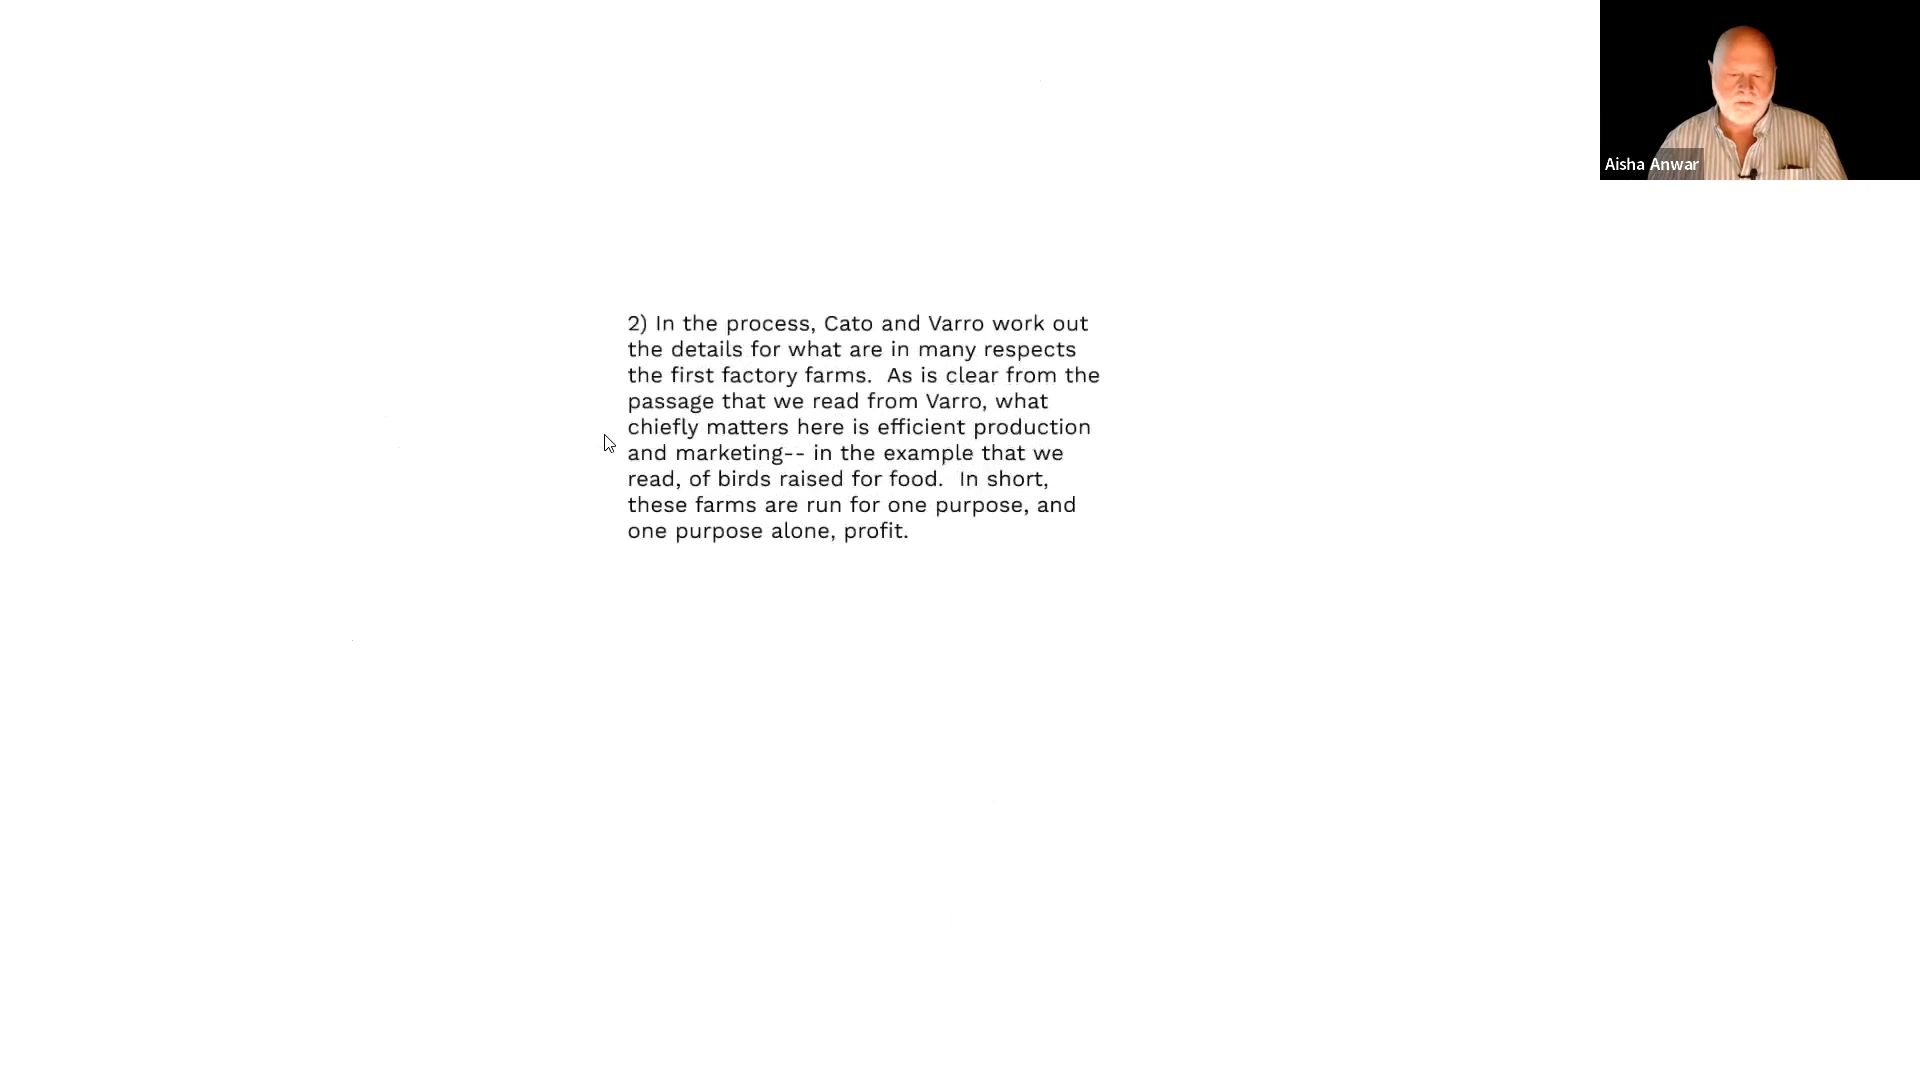 Aisha Anwar
2) In the process, Cato and Varro work out
the details for what are in many respects
the first factory farms.  As is clear from the
passage that we read from Varro, what
chiefly matters here is efficient production
and marketing-- in the example that we
read, of birds raised for food.  In short,
these farms are run for one purpose, and
one purpose alone, profit.